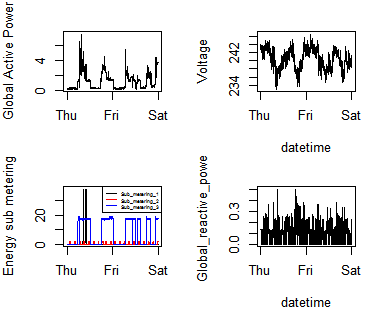 Global Active Power
0 4
Thu Fri Sat
Voltage
234 242
Thu Fri Sat
datetime
Energy sub metering
0 20
Sub_metering_1
Sub_metering_2
Sub_metering_3
Thu Fri Sat
Global_reactive_powe
0.0 0.3
Thu Fri Sat
datetime